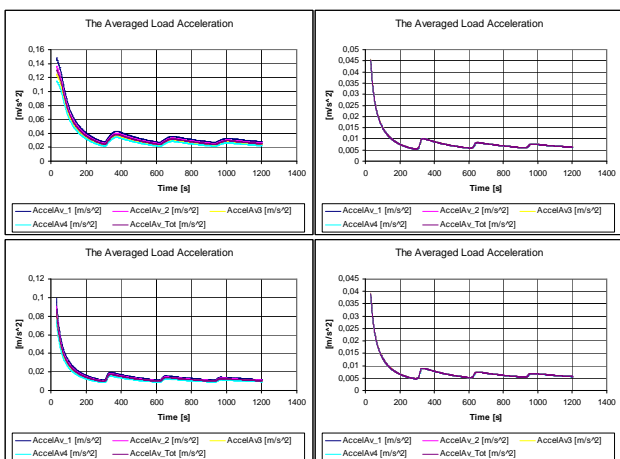 The Averaged Load Acceleration
[m/s^2]
0,16
0,14
0,12
0,1
0,08
0,06
0,04
0,02
0
0 200 400 600 800 1000 1200 1400
Time [s]
AccelAv_1 [m/s^2] AccelAv_2 [m/s^2] AccelAv3 [m/s^2]
AccelAv4 [m/s^2] AccelAv_Tot [m/s^2]
The Averaged Load Acceleration
[m/s^2]
0,05
0,045
0,04
0,035
0,03
0,025
0,02
0,015
0,01
0,005
0
0 200 400 600 800 1000 1200 1400
Time [s]
AccelAv_1 [m/s^2] AccelAv_2 [m/s^2] AccelAv3 [m/s^2]
AccelAv4 [m/s^2] AccelAv_Tot [m/s^2]
The Averaged Load Acceleration
[m/s^2]
0,12
0,1
0,08
0,06
0,04
0,02
0
0 200 400 600 800 1000 1200 1400
Time [s]
AccelAv_1 [m/s^2] AccelAv_2 [m/s^2] AccelAv3 [m/s^2]
AccelAv4 [m/s^2] AccelAv_Tot [m/s^2]
The Averaged Load Acceleration
[m/s^2]
0,045
0,04
0,035
0,03
0,025
0,02
0,015
0,01
0,005
0
0 200 400 600 800 1000 1200 1400
Time [s]
AccelAv_1 [m/s^2] AccelAv_2 [m/s^2] AccelAv3 [m/s^2]
AccelAv4 [m/s^2] AccelAv_Tot [m/s^2]